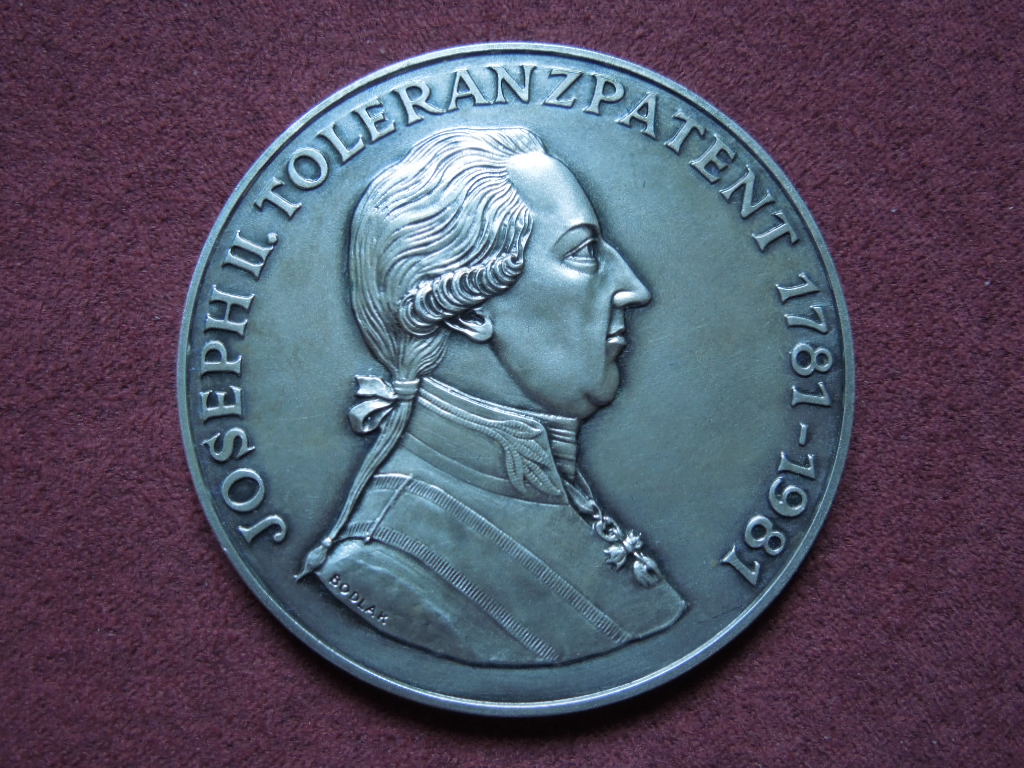 JOSEPH II. TOLERANZPATENT 1781-1981
BODLAK